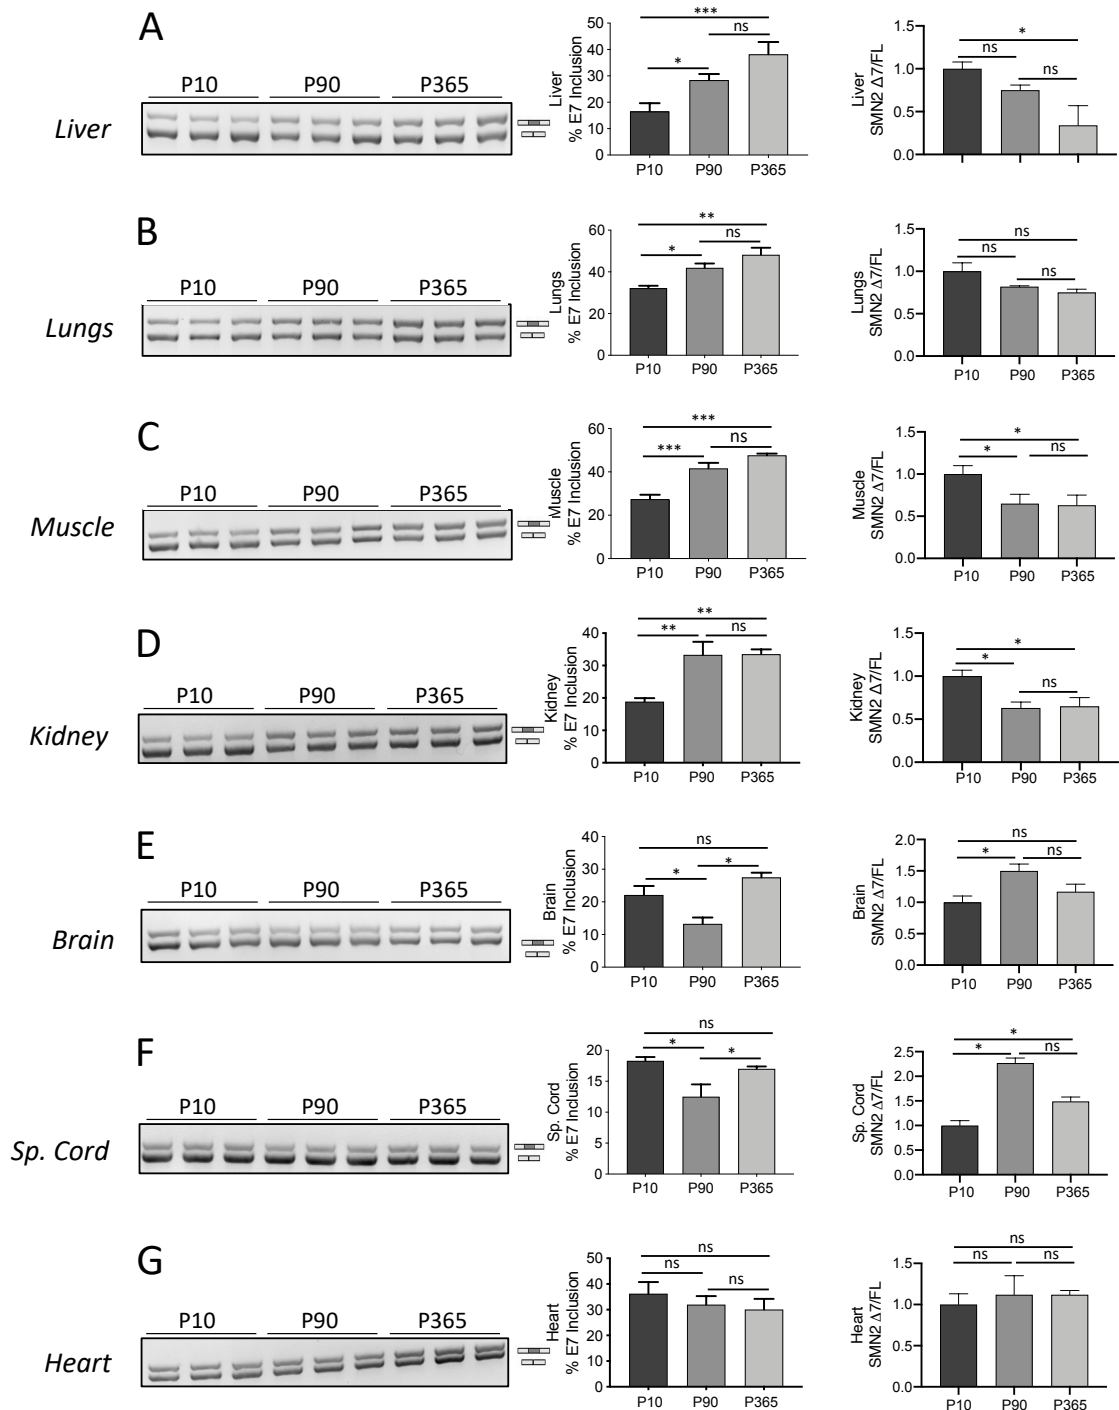 A
Liver
P10 P90 P365
Liver
% E7 Inclusion
50
40
30
20
10
0
***
ns
*
P10 P90 P365
Liver
SMN2 Δ7/FL
1.5
1.0
0.5
0.0
*
ns
ns
B
Lungs
P10 P90 P365
Lungs
% E7 Inclusion
60
40
20
0
**
ns
*
P10 P90 P365
Lungs
SMN2 Δ7/FL
1.5
1.0
0.5
0.0
ns
ns
ns
P10 P90 P365
C
Muscle
P10 P90 P365
Muscle
% E7 Inclusion
60
40
20
0
***
*** ns
P10 P90 P365
Muscle
SMN2 Δ7/FL
1.5
1.0
0.5
0.0
*
* ns
P10 P90 P365
D
Kidney
P10 P90 P365
Kidney
% E7 Inclusion
40
30
20
10
0
**
** ns
P10 P90 P365
Kidney
SMN2 Δ7/FL
1.5
1.0
0.5
0.0
*
*
ns
P10 P90 P365
E
Brain
P10 P90 P365
Brain
% E7 Inclusion
40
30
20
10
0
ns
* *
P10 P90 P365
Brain
SMN2 Δ7/FL
2.0
1.5
1.0
0.5
0.0
ns
* ns
P10 P90 P365
F
Sp. Cord
P10 P90 P365
Sp. Cord
% E7 Inclusion
20
15
10
5
0
ns
* *
P10 P90 P365
Sp. Cord
SMN2 Δ7/FL
2.5
2.0
1.5
1.0
0.5
0.0
*
* ns
P10 P90 P365
G
Heart
P10 P90 P365
Heart
% E7 Inclusion
50
40
30
20
10
0
ns
ns
ns
P10 P90 P365
Heart
SMN2 Δ7/FL
1.5
1.0
0.5
0.0
ns
ns ns
P10 P90 P365